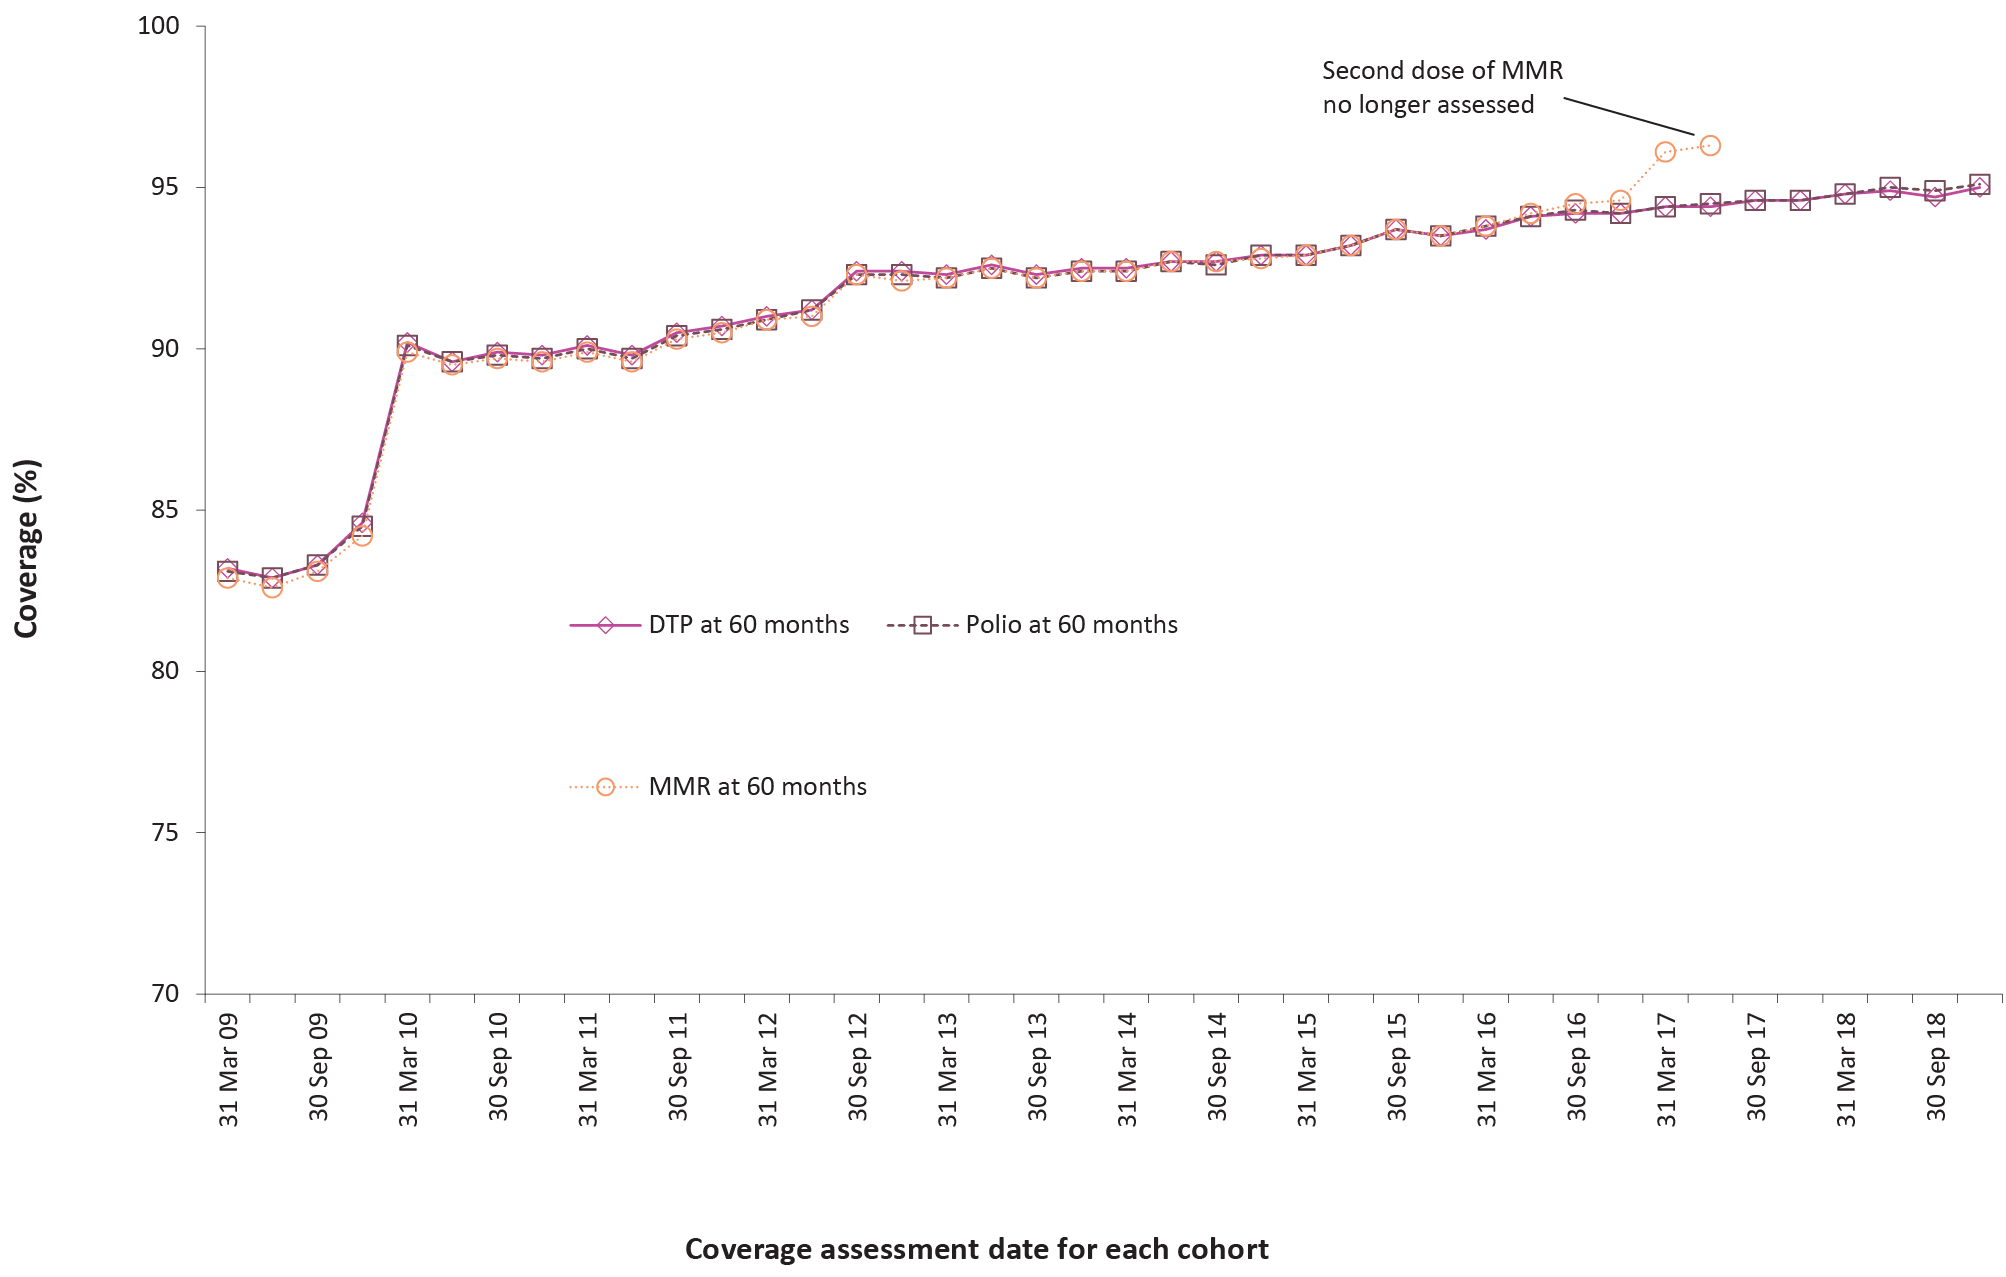 100
Second dose of MMR
no longer assessed
95
90
85
Coverage (%)
DTP at 60 months
Polio at 60 months
80
MMR at 60 months
75
70
31 Mar 09
30 Sep 09
31 Mar 10
30 Sep 10
31 Mar 11
30 Sep 11
31 Mar 12
30 Sep 12
31 Mar 13
30 Sep 13
31 Mar 14
30 Sep 14
31 Mar 15
30 Sep 15
31 Mar 16
30 Sep 16
31 Mar 17
30 Sep 17
31 Mar 18
30 Sep 18
Coverage assessment date for each cohort